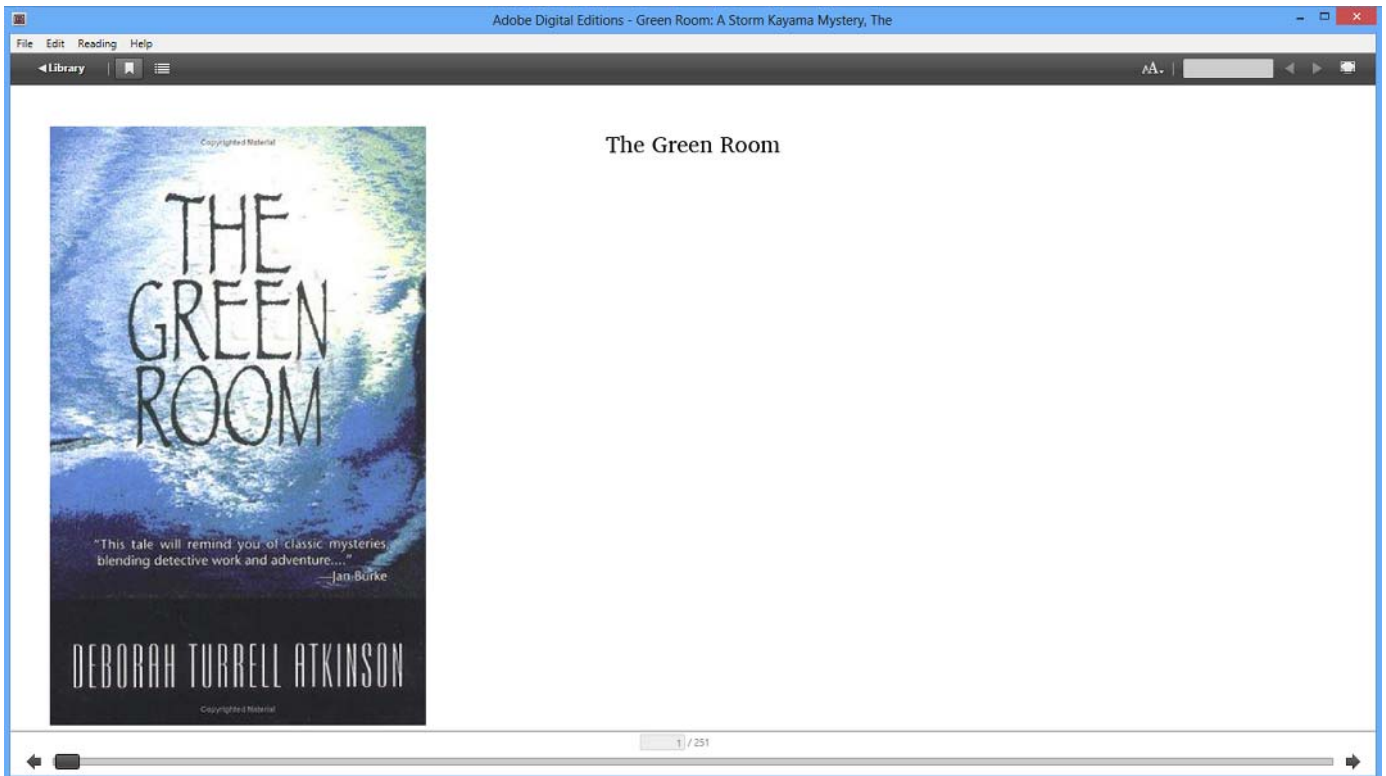 Adobe Digital Editions - Green Room: A Storm Kayama Mystery, The
File Edit Reading Help
Library
AA
Copyrighted Material
THE
GREEN
ROOM
"This tale will remind you of classic mysteries,
blending detective work and adventure...."
—Jan Burke
DEBORAH TURRELL ATKINSON
Copyrighted Material
The Green Room
1 / 251